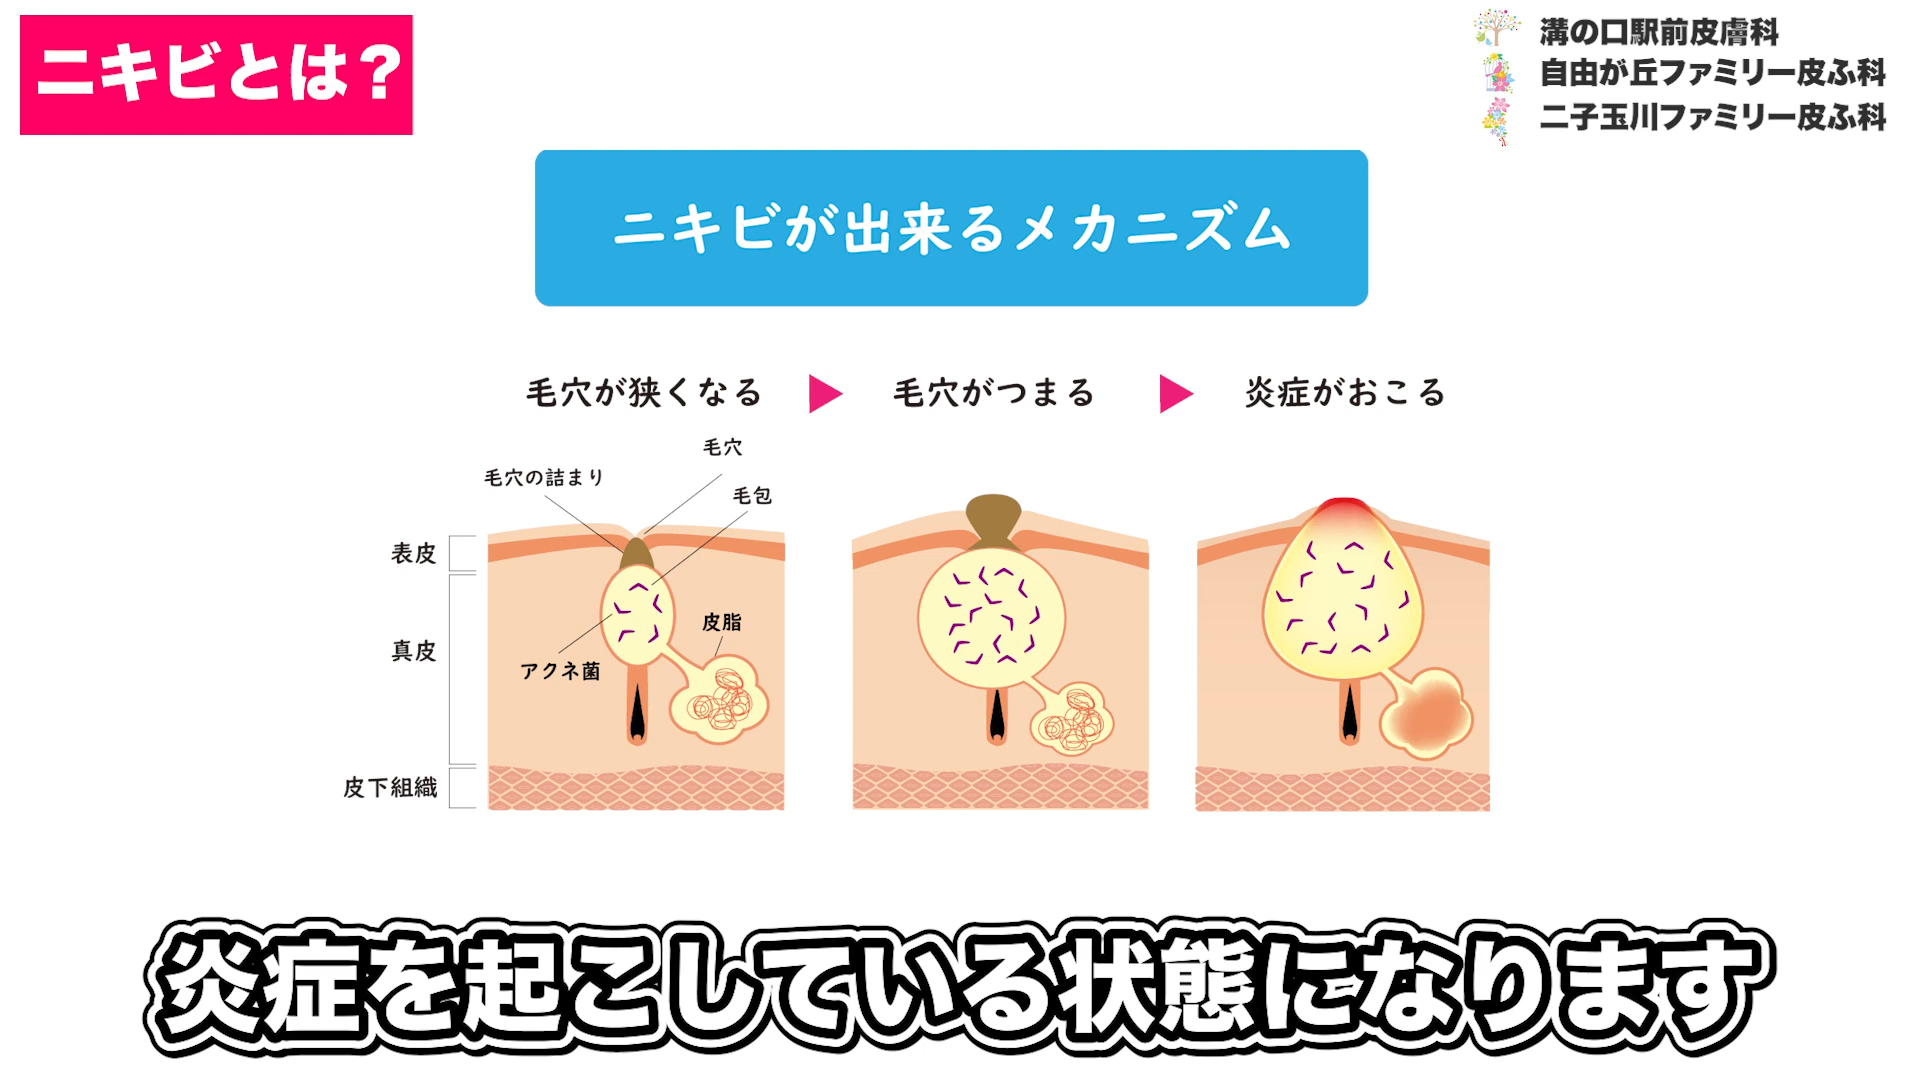 ニキビとは？
溝の口駅前皮膚科
自由が丘ファミリー皮ふ科
二子玉川ファミリー皮ふ科
ニキビが出来るメカニズム
毛穴が狭くなる
毛穴がつまる
炎症がおこる
毛穴
毛穴の詰まり
毛包
表皮
皮脂
真皮
アクネ菌
皮下組織
炎症を起こしている状態になります